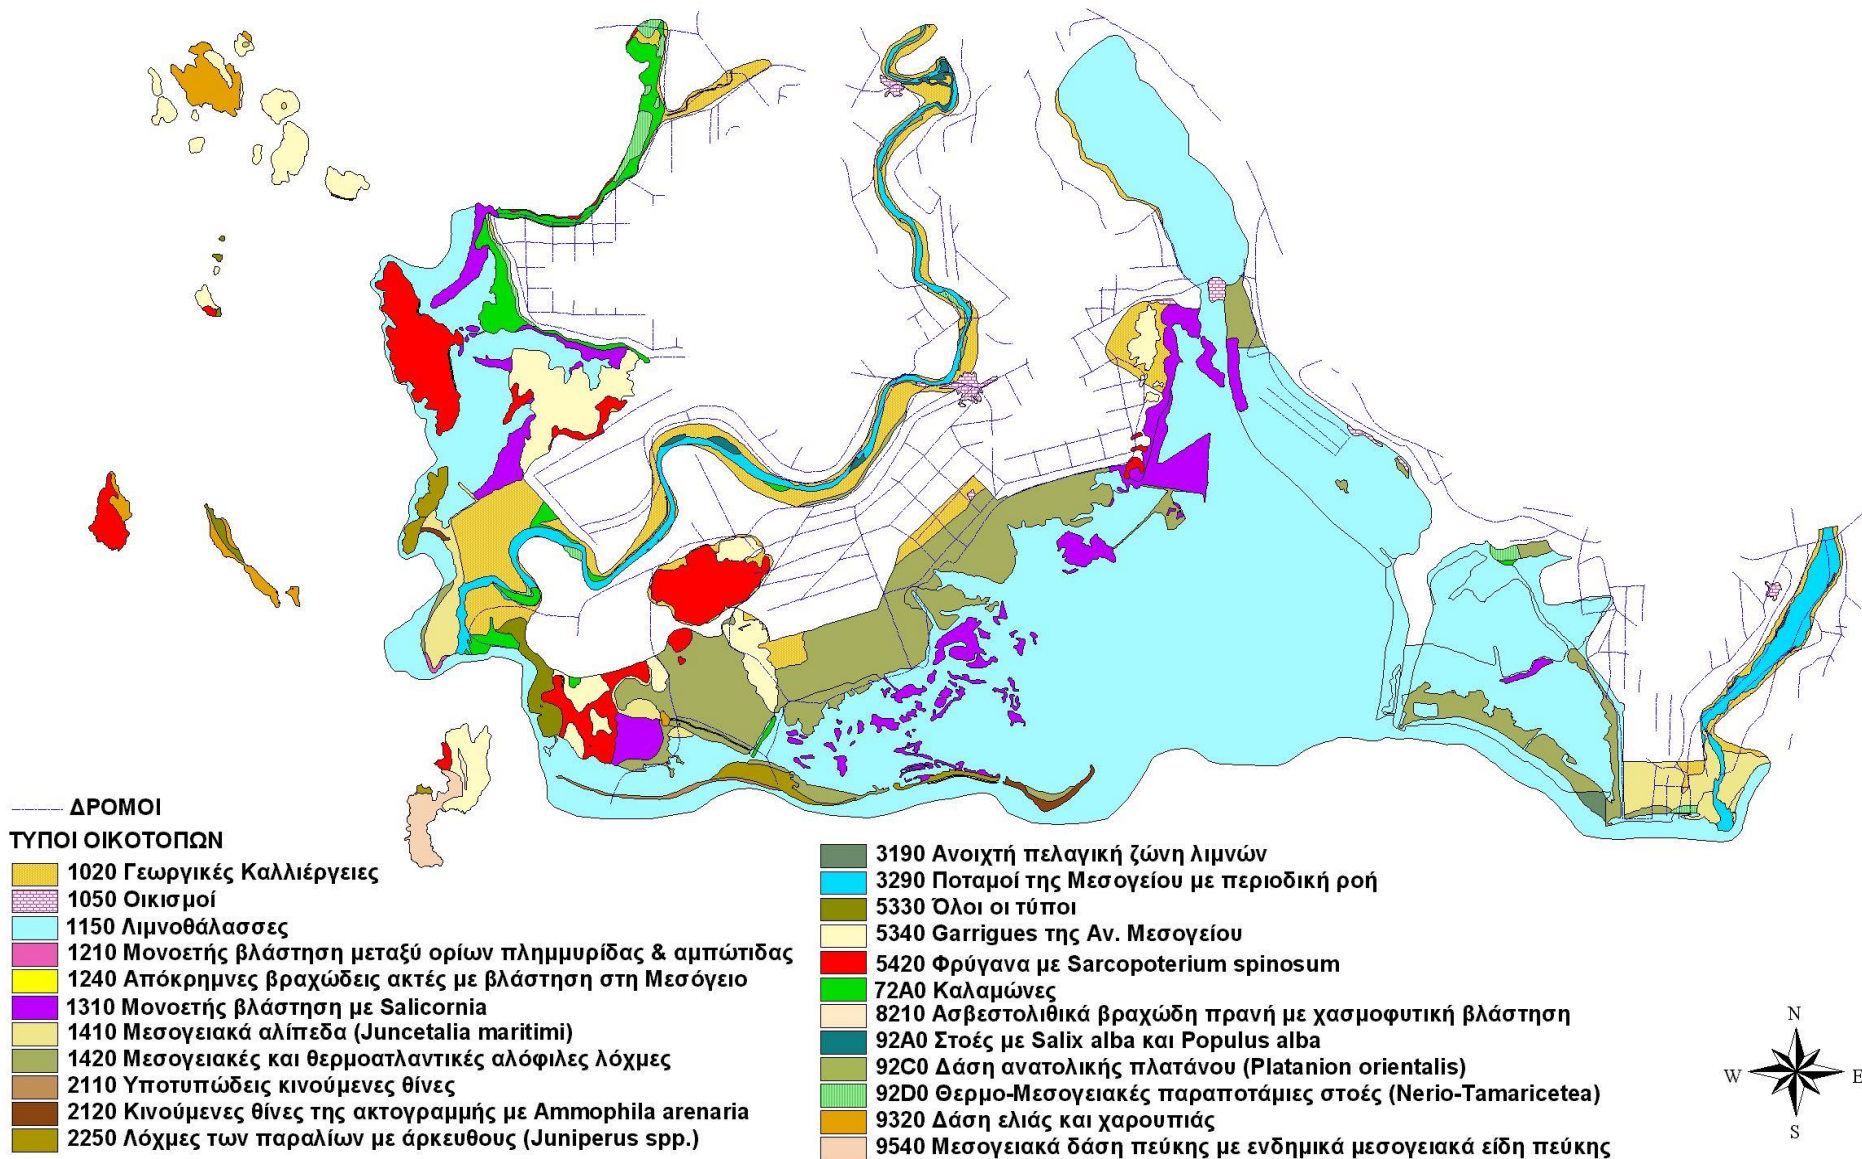 ΔΡΟΜΟΙ
ΤΥΠΟΙ ΟΙΚΟΤΟΠΩΝ
1020 Γεωργικές Καλλιέργειες
1050 Οικισμοί
1150 Λιμνοθάλασσες
1210 Μονοετής βλάστηση μεταξύ ορίων πλημμυρίδας & αμπώτιδας
1240 Απόκρημνες βραχώδεις ακτές με βλάστηση στη Μεσόγειο
1310 Μονοετής βλάστηση με Salicornia
1410 Μεσογειακά αλίπεδα (Juncetalia maritimi)
1420 Μεσογειακές και θερμοατλαντικές αλόφιλες λόχμες
2110 Υποτυπώδεις κινούμενες θίνες
2120 Κινούμενες θίνες της ακτογραμμής με Ammophila arenaria
2250 Λόχμες των παραλίων με άρκευθους (Juniperus spp.)
3190 Ανοιχτή πελαγική ζώνη λιμνών
3290 Ποταμοί της Μεσογείου με περιοδική ροή
5330 Όλοι οι τύποι
5340 Garrigues της Αν. Μεσογείου
5420 Φρύγανα με Sarcopoterium spinosum
72A0 Καλαμώνες
8210 Ασβεστολιθικά βραχώδη πρανή με χασμοφυτική βλάστηση
92A0 Στοές με Salix alba και Populus alba
92C0 Δάση ανατολικής πλατάνου (Platanion orientalis)
92D0 Θερμο-Μεσογειακές παραποτάμιες στοές (Nerio-Tamaricetea)
9320 Δάση ελιάς και χαρουπιάς
9540 Μεσογειακά δάση πεύκης με ενδημικά μεσογειακά είδη πεύκης
N
W E
S